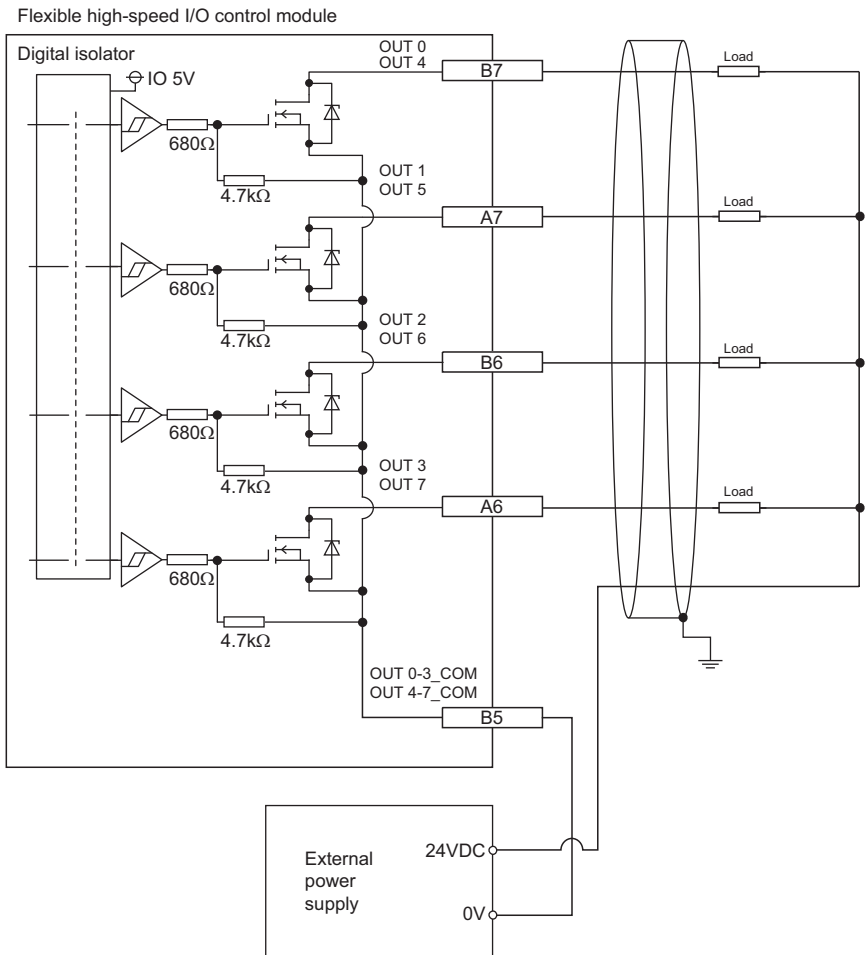 Flexible high-speed I/O control module
Digital isolator
IO 5V
OUT 0
OUT 4
B7
Load
680Ω
4.7kΩ
OUT 1
OUT 5
A7
Load
680Ω
4.7kΩ
OUT 2
OUT 6
B6
Load
680Ω
4.7kΩ
OUT 3
OUT 7
A6
Load
680Ω
4.7kΩ
OUT 0-3_COM
OUT 4-7_COM
B5
External
power
supply
24VDC
0V